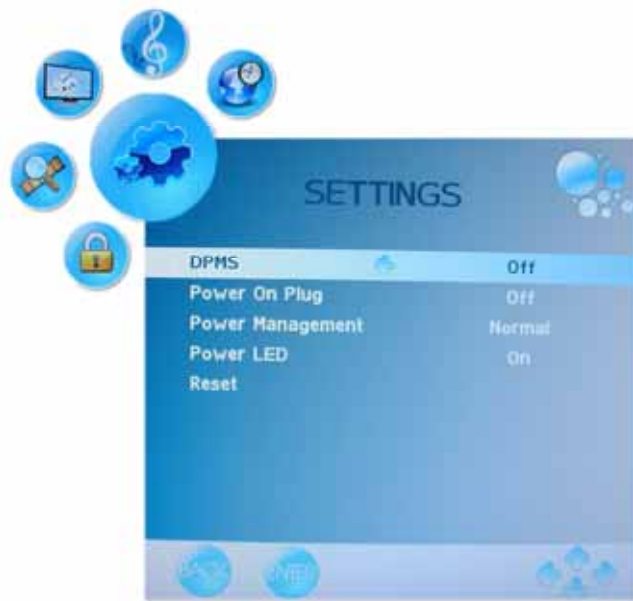 SETTINGS
DPMS Off
Power On Plug Off
Power Management Normal
Power LED On
Reset